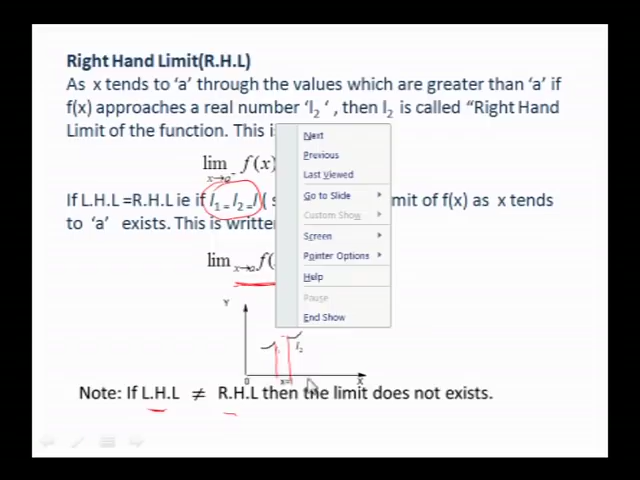 Right Hand Limit(R.H.L)
As x tends to 'a' through the values which are greater than 'a' if
f(x) approaches a real number 'l2 ', then l2 is called "Right Hand
Limit of the function. This i
lim x→a- f(x)
If L.H.L =R.H.L ie if l1 = l2 = l ( s
mit of f(x) as x tends
to 'a' exists. This is written
lim x→a f(
Next
Previous
Last Viewed
Go to Slide
Custom Show
Screen
Pointer Options
Help
Pause
End Show
Y
l2
0
X
Note: If L.H.L ≠ R.H.L then the limit does not exists.